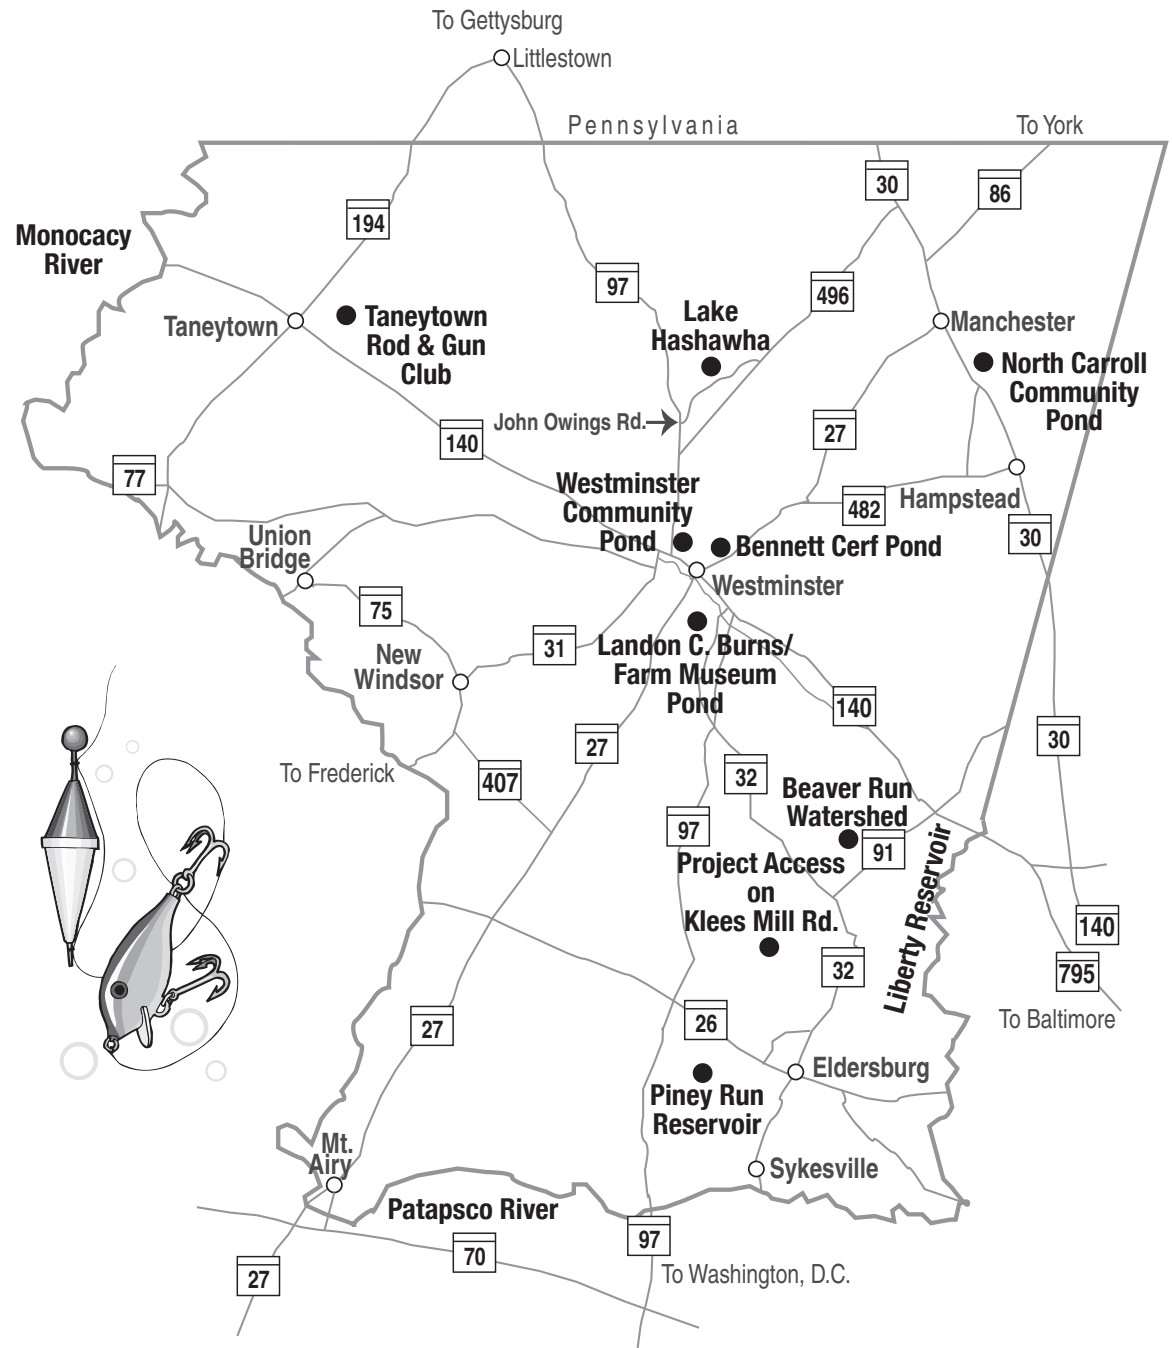 To Gettysburg
Littlestown
Pennsylvania
To York
30
86
194
Monocacy
River
97
496
Lake
Hashawha
Taneytown
Taneytown
Rod & Gun
Club
Manchester
North Carroll
Community
Pond
John Owings Rd.
27
140
77
Westminster
Community
Pond
482
Hampstead
Union
Bridge
Bennett Cerf Pond
30
Westminster
75
31
Landon C. Burns/
Farm Museum
Pond
New
Windsor
140
27
30
To Frederick
407
32
Beaver Run
Watershed
97
91
Project Access
on
Klees Mill Rd.
Liberty Reservoir
140
32
795
To Baltimore
27
26
Eldersburg
Piney Run
Reservoir
Mt.
Airy
Sykesville
Patapsco River
97
70
27
To Washington, D.C.